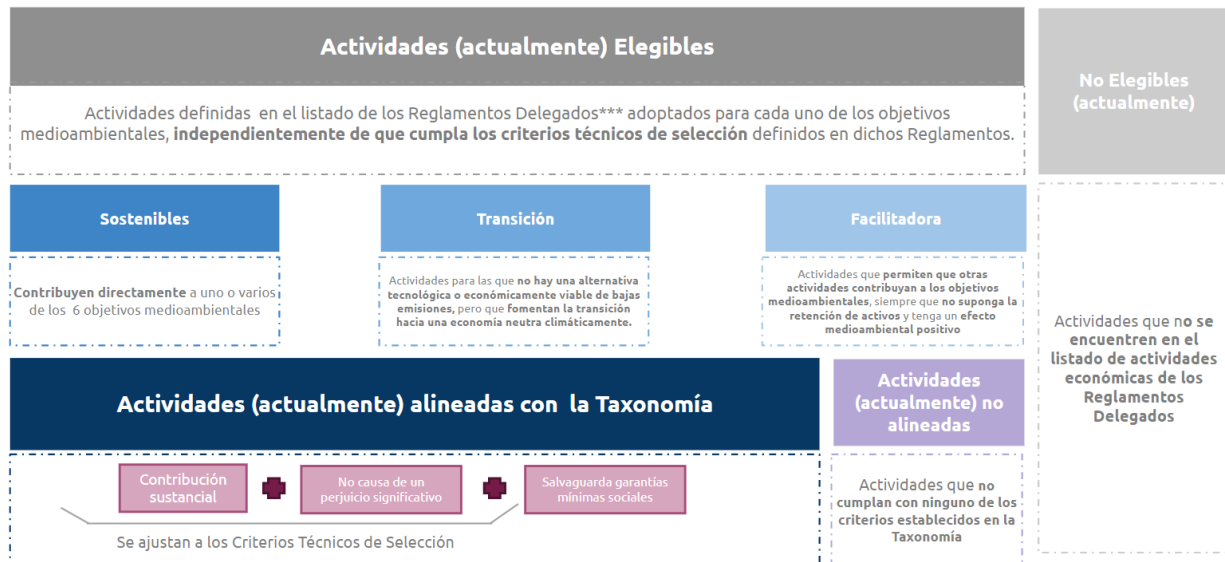 Actividades (actualmente) Elegibles
Actividades definidas en el listado de los Reglamentos Delegados*** adoptados para cada uno de los objetivos
medioambientales, independientemente de que cumpla los criterios técnicos de selección definidos en dichos Reglamentos.
No Elegibles
(actualmente)
Sostenibles
Contribuyen directamente a uno o varios
de los 6 objetivos medioambientales
Transición
Actividades para las que no hay una alternativa
tecnológica o económicamente viable de bajas
emisiones, pero que fomentan la transición
hacia una economía neutra climáticamente.
Facilitadora
Actividades que permiten que otras
actividades contribuyan a los objetivos
medioambientales, siempre que no suponga la
retención de activos y tenga un efecto
medioambiental positivo
Actividades que no se
encuentren en el
listado de actividades
económicas de los
Reglamentos
Delegados
Actividades (actualmente) alineadas con la Taxonomía
Contribución
sustancial
No causa de un
perjuicio significativo
Salvaguarda garantías
mínimas sociales
Se ajustan a los Criterios Técnicos de Selección
Actividades
(actualmente) no
alineadas
Actividades que no
cumplan con ninguno de los
criterios establecidos en la
Taxonomía